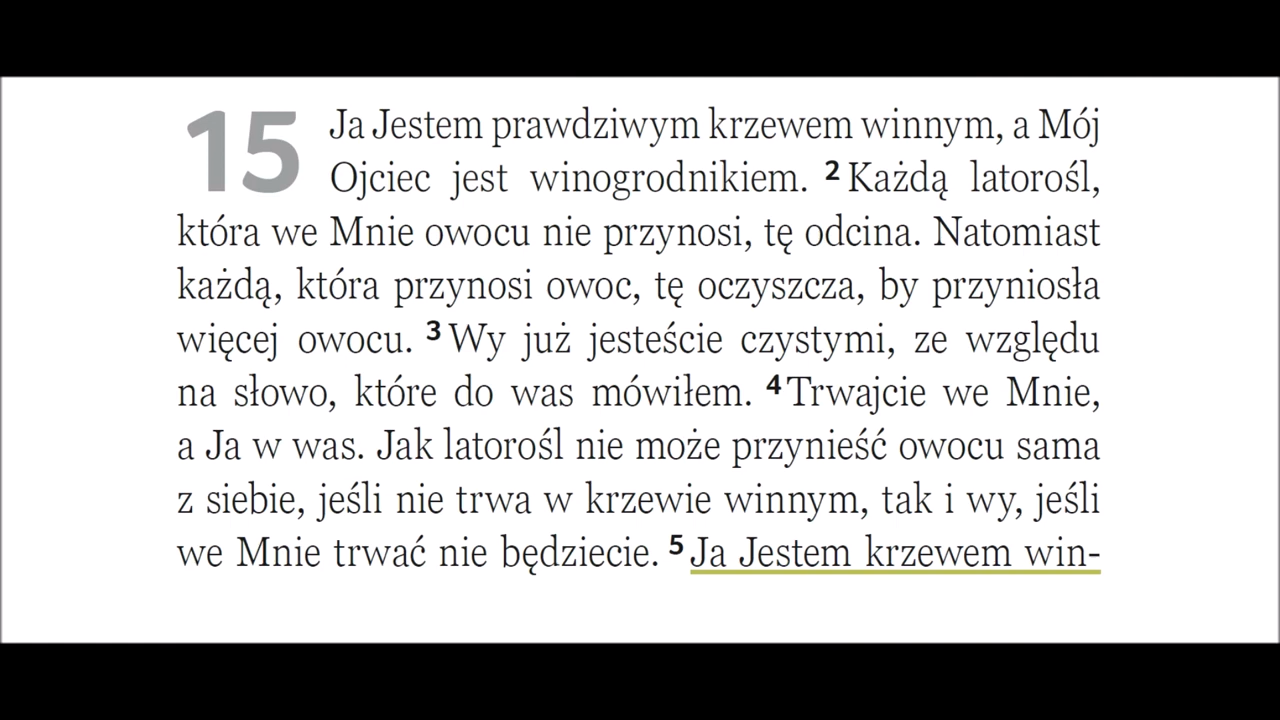 15 Ja Jestem prawdziwym krzewem winnym, a Mój
Ojciec jest winogrodnikiem. 2 Każdą latorośl,
która we Mnie owocu nie przynosi, tę odcina. Natomiast
każdą, która przynosi owoc, tę oczyszcza, by przyniosła
więcej owocu. 3 Wy już jesteście czystymi, ze względu
na słowo, które do was mówiłem. 4 Trwajcie we Mnie,
a Ja w was. Jak latorośl nie może przynieść owocu sama
z siebie, jeśli nie trwa w krzewie winnym, tak i wy, jeśli
we Mnie trwać nie będziecie. 5 Ja Jestem krzewem win-